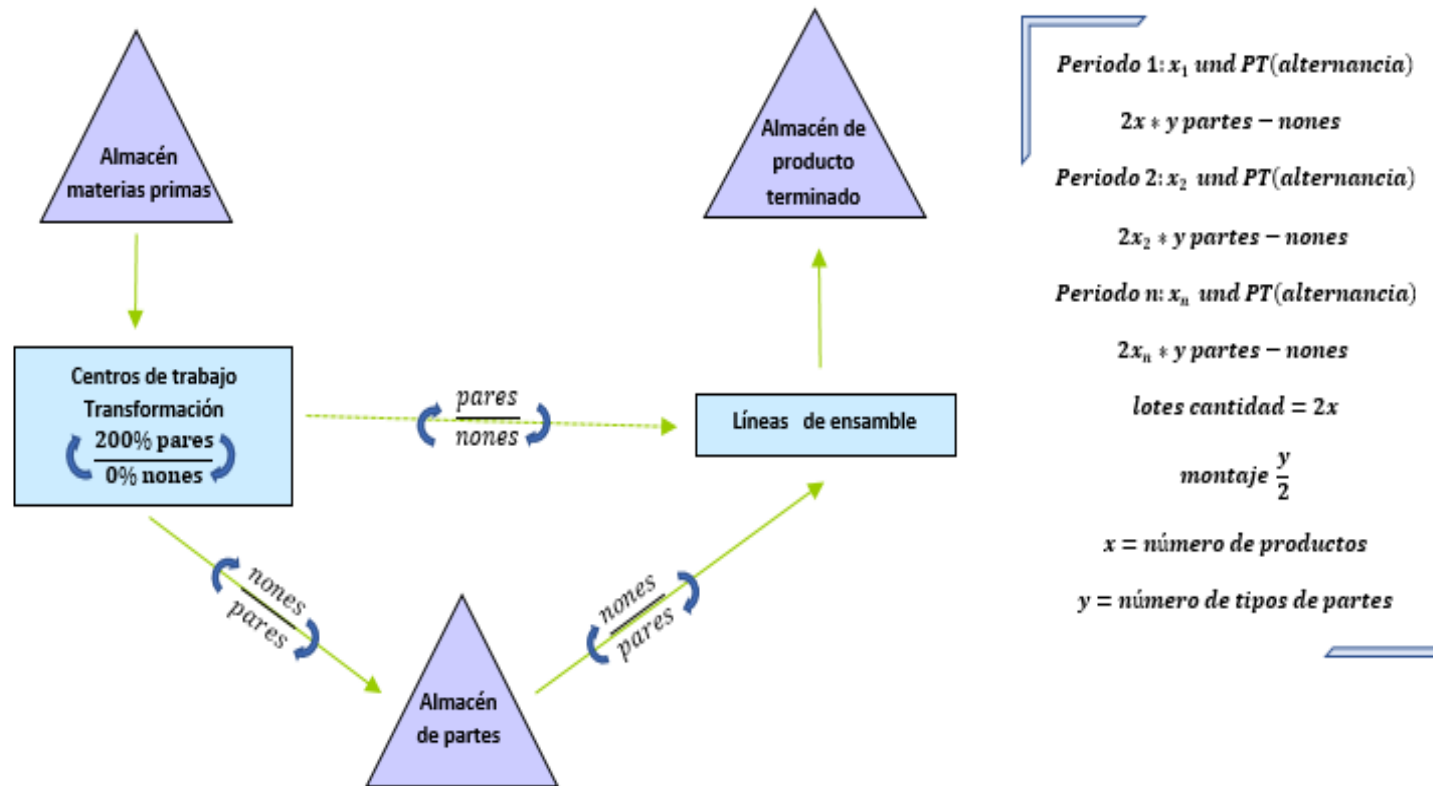 Almacén
materias primas
Almacén de
producto
terminado
Centros de trabajo
Transformación
200% pares
0% nones
pares
nones
Líneas de ensamble
nones
pares
nones
pares
Almacén
de partes
Periodo 1: x₁ und PT(alternancia)
2x * y partes − nones
Periodo 2: x₂ und PT(alternancia)
2x₂ * y partes − nones
Periodo n: xₙ und PT(alternancia)
2xₙ * y partes − nones
lotes cantidad = 2x
montaje y/2
x = número de productos
y = número de tipos de partes